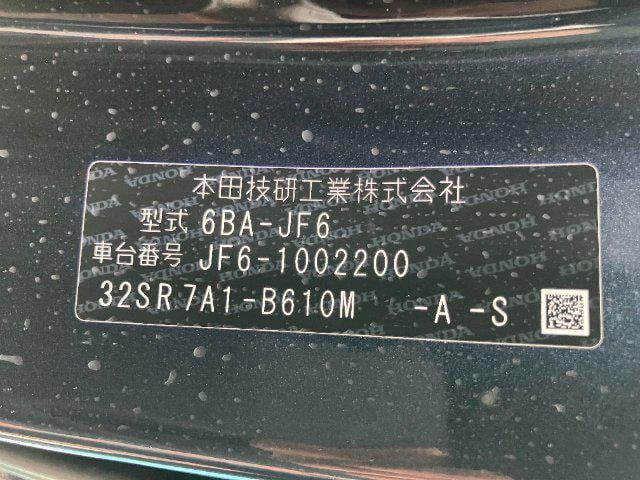 本田技研工業株式会社
型式 6BA-JF6
車台番号 JF6-1002200
32SR7A1-B610M -A -S